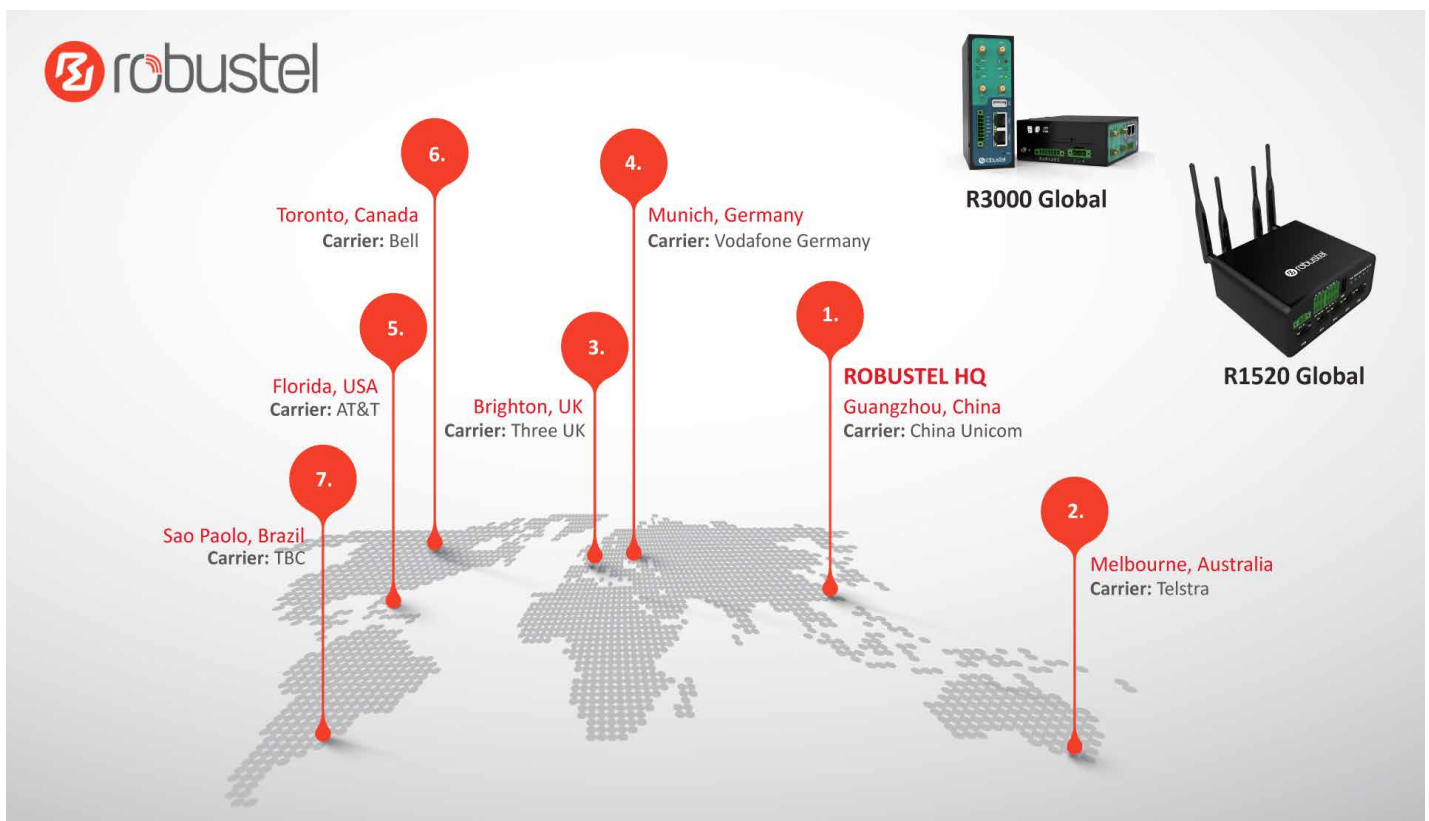 robustel
6.
Toronto, Canada
Carrier: Bell
4.
Munich, Germany
Carrier: Vodafone Germany
robustel
R3000 Global
robustel
R1520 Global
5.
Florida, USA
Carrier: AT&T
3.
Brighton, UK
Carrier: Three UK
1.
ROBUSTEL HQ
Guangzhou, China
Carrier: China Unicom
7.
Sao Paolo, Brazil
Carrier: TBC
2.
Melbourne, Australia
Carrier: Telstra